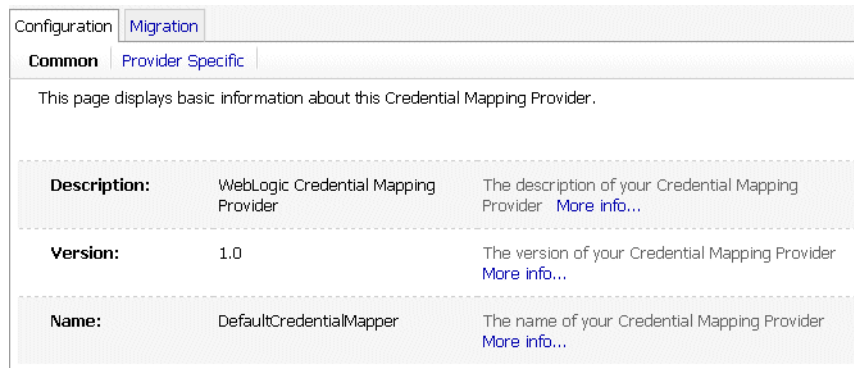 Configuration Migration
Common Provider Specific
This page displays basic information about this Credential Mapping Provider.
Description: WebLogic Credential Mapping The description of your Credential Mapping
Provider Provider More info...
Version: 1.0 The version of your Credential Mapping Provider
More info...
Name: DefaultCredentialMapper The name of your Credential Mapping Provider
More info...